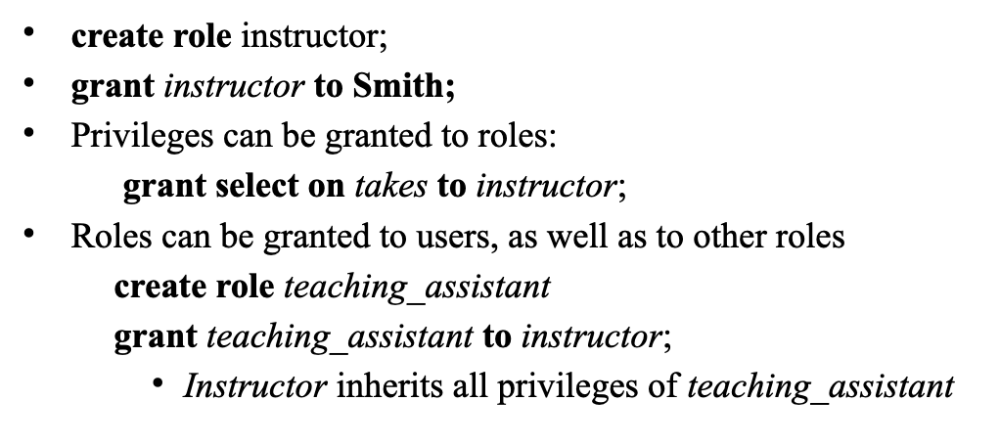 • create role instructor;
• grant instructor to Smith;
• Privileges can be granted to roles:
grant select on takes to instructor;
• Roles can be granted to users, as well as to other roles
create role teaching_assistant
grant teaching_assistant to instructor;
• Instructor inherits all privileges of teaching_assistant